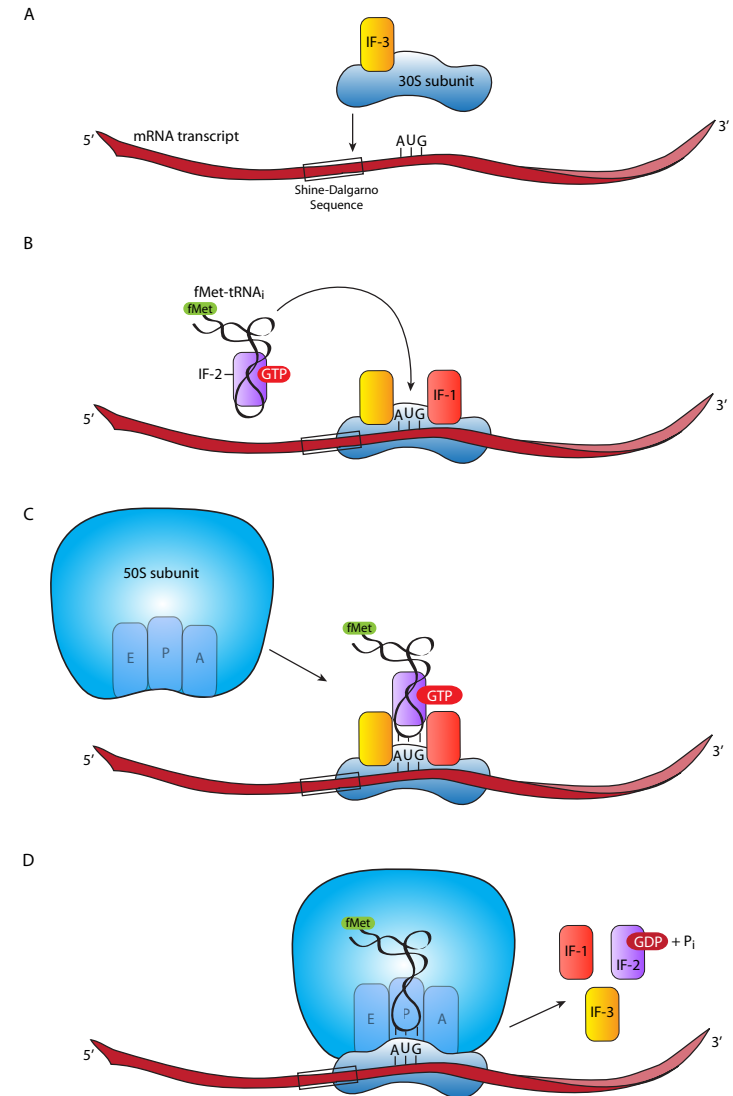 A
IF-3
30S subunit
5’
mRNA transcript
AUG
3’
Shine-Dalgarno
Sequence
B
fMet-tRNAi
fMet
IF-2
GTP
IF-1
AUG
5’
3’
C
50S subunit
E P A
fMet
GTP
AUG
5’
3’
D
fMet
IF-1
GDP + Pi
IF-2
IF-3
E P A
AUG
5’
3’